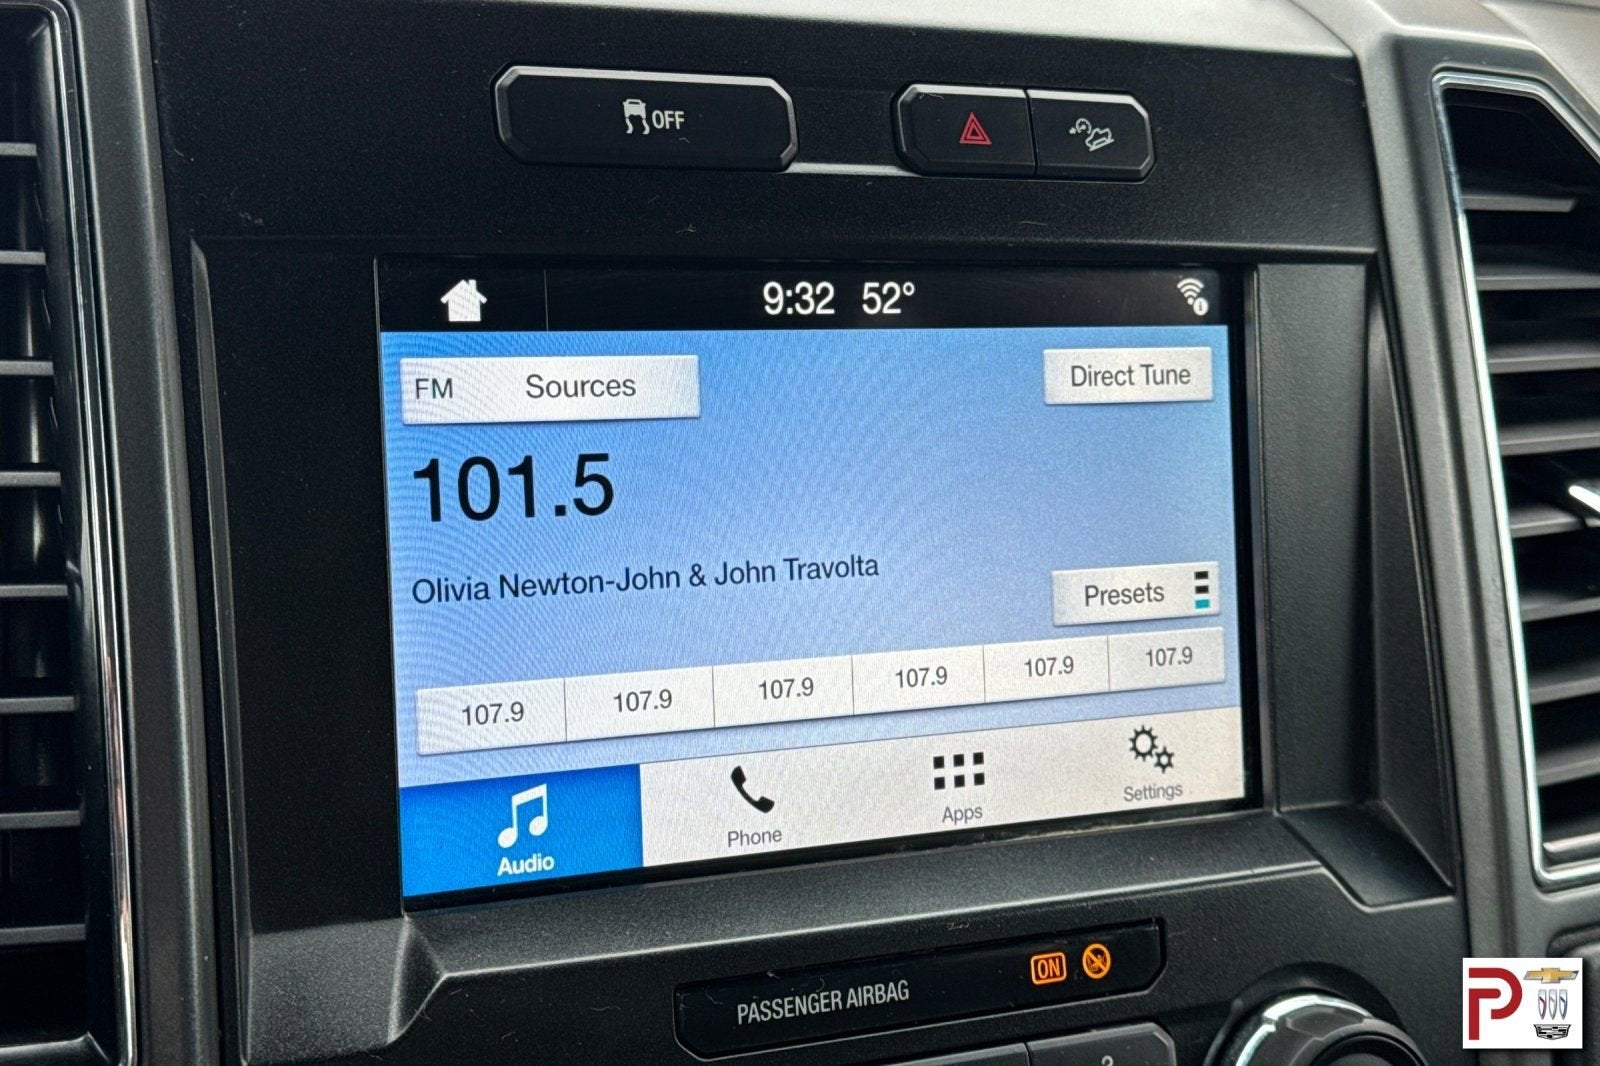 OFF
9:32 52°
FM Sources
Direct Tune
101.5
Olivia Newton-John & John Travolta
Presets
107.9 107.9 107.9 107.9 107.9 107.9
Audio
Phone
Apps
Settings
PASSENGER AIRBAG
ON
P